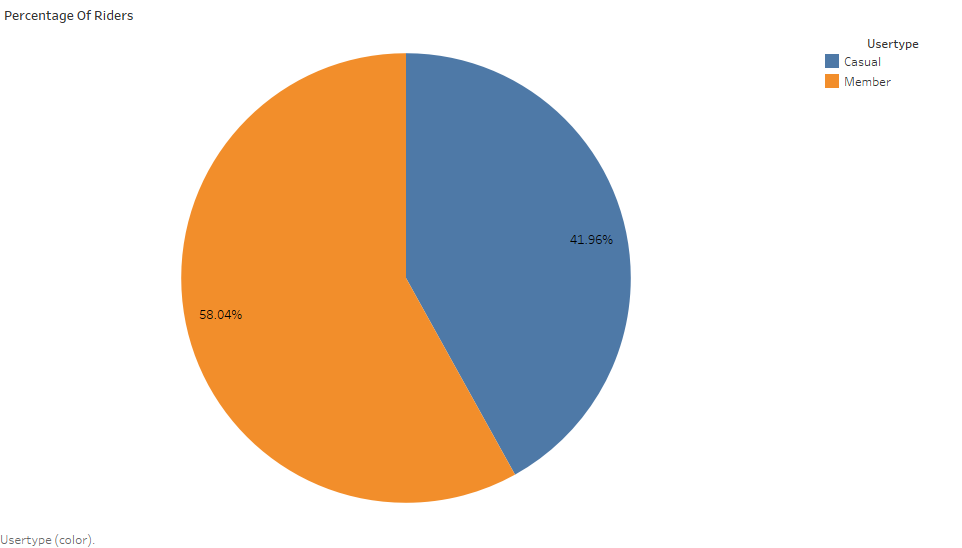 Percentage Of Riders
Usertype
Casual
Member
41.96%
58.04%
Usertype (color).